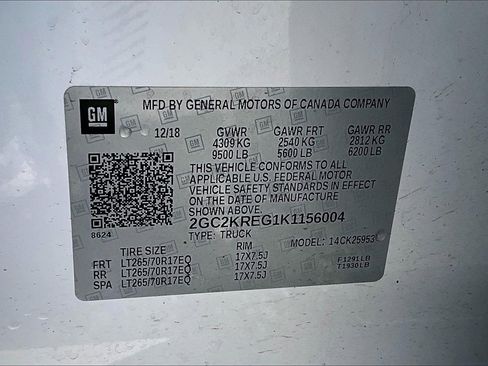 GM
MFD BY GENERAL MOTORS OF CANADA COMPANY
12/18 GVWR GAWR FRT GAWR RR
4309 KG 2540 KG 2812 KG
9500 LB 5600 LB 6200 LB
THIS VEHICLE CONFORMS TO ALL
APPLICABLE U.S. FEDERAL MOTOR
VEHICLE SAFETY STANDARDS IN
EFFECT ON THE DATE OF MANUFACTURE
SHOWN ABOVE.
2GC2KREG1K1156004
8624 TYPE: TRUCK MODEL: 14CK25953
TIRE SIZE RIM
FRT LT265/70R17EQ 17X7.5J
RR LT265/70R17EQ 17X7.5J F1291LB
SPA LT265/70R17EQ 17X7.5J T1930LB